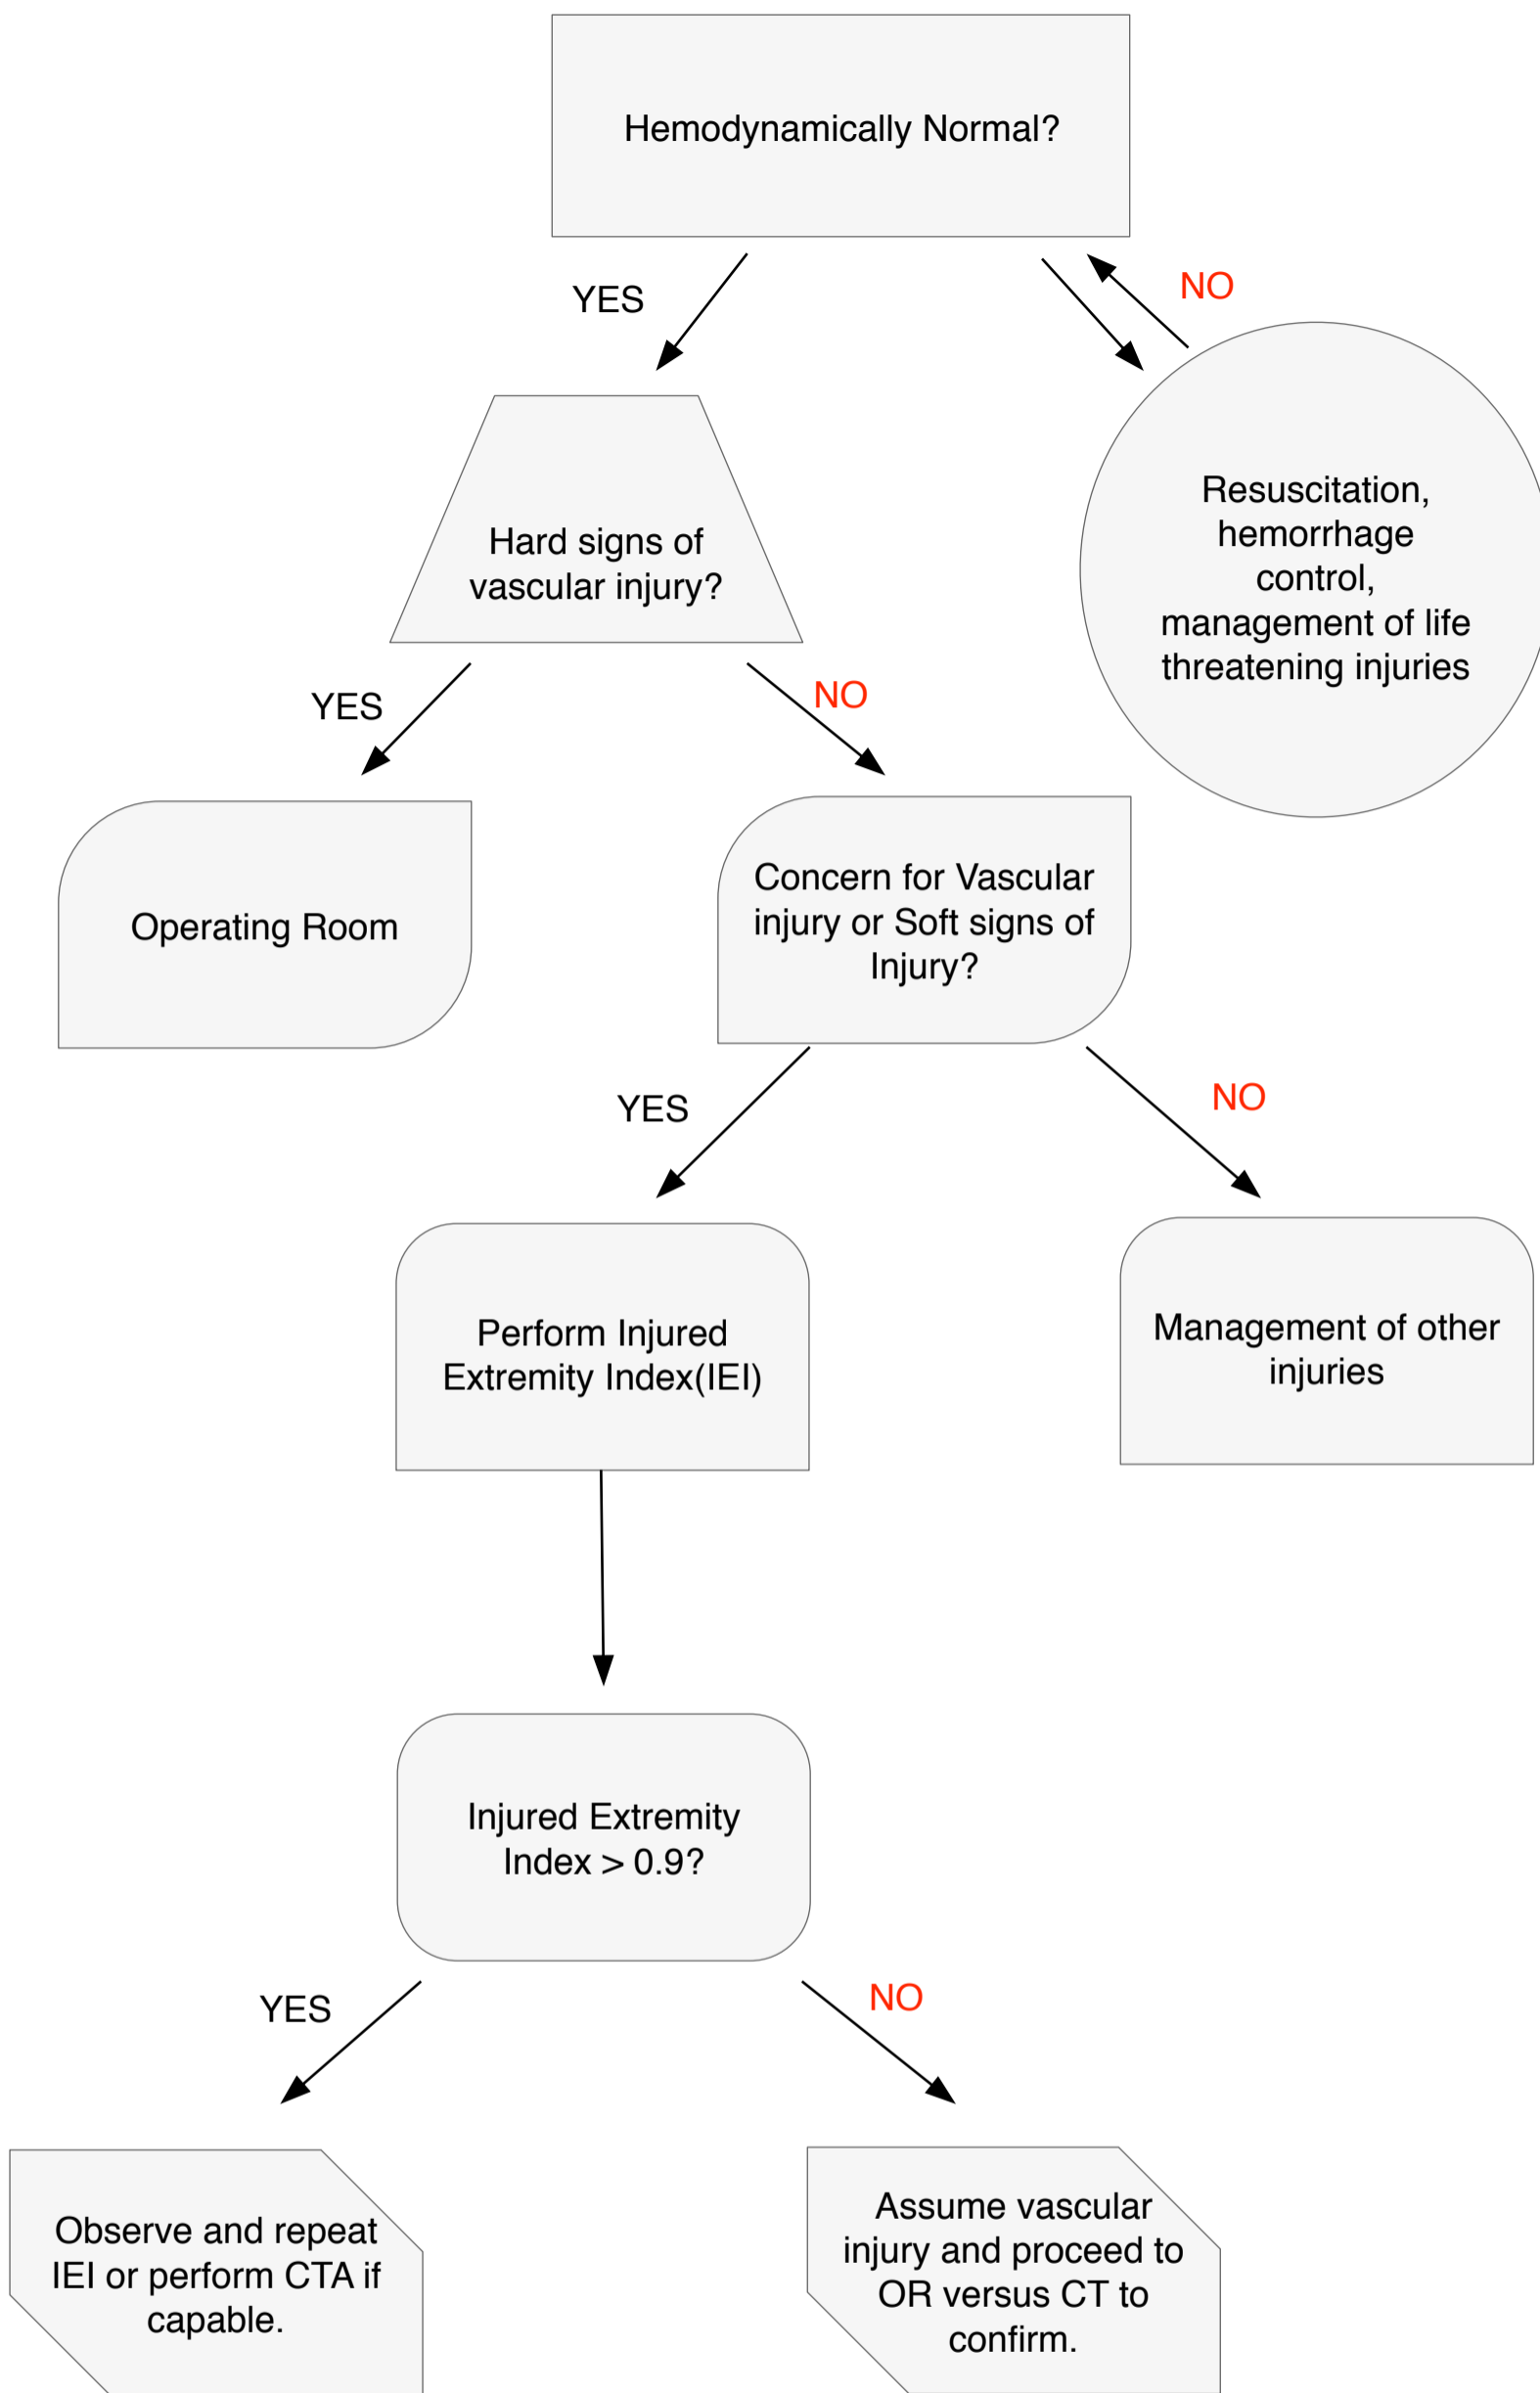 Hemodynamically Normal?
YES
NO
Hard signs of
vascular injury?
Resuscitation,
hemorrhage
control,
management of life
threatening injuries
YES
NO
Operating Room
Concern for Vascular
injury or Soft signs of
Injury?
YES
NO
Perform Injured
Extremity Index(IEI)
Management of other
injuries
Injured Extremity
Index > 0.9?
YES
NO
Observe and repeat
IEI or perform CTA if
capable.
Assume vascular
injury and proceed to
OR versus CT to
confirm.